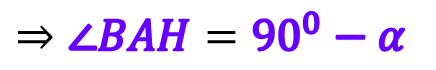 ⇒ ∠BAH = 90⁰ − α